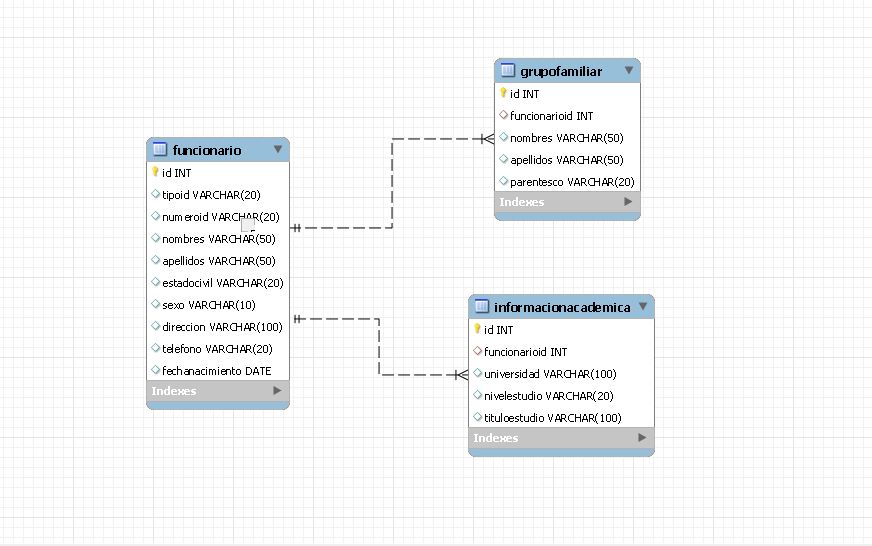 funcionario
id INT
tipoid VARCHAR(20)
numeroid VARCHAR(20)
nombres VARCHAR(50)
apellidos VARCHAR(50)
estadocivil VARCHAR(20)
sexo VARCHAR(10)
direccion VARCHAR(100)
telefono VARCHAR(20)
fechanacimiento DATE
Indexes
grupofamiliar
id INT
funcionarioid INT
nombres VARCHAR(50)
apellidos VARCHAR(50)
parentesco VARCHAR(20)
Indexes
informacionacademica
id INT
funcionarioid INT
universidad VARCHAR(100)
nivelestudio VARCHAR(20)
tituloestudio VARCHAR(100)
Indexes